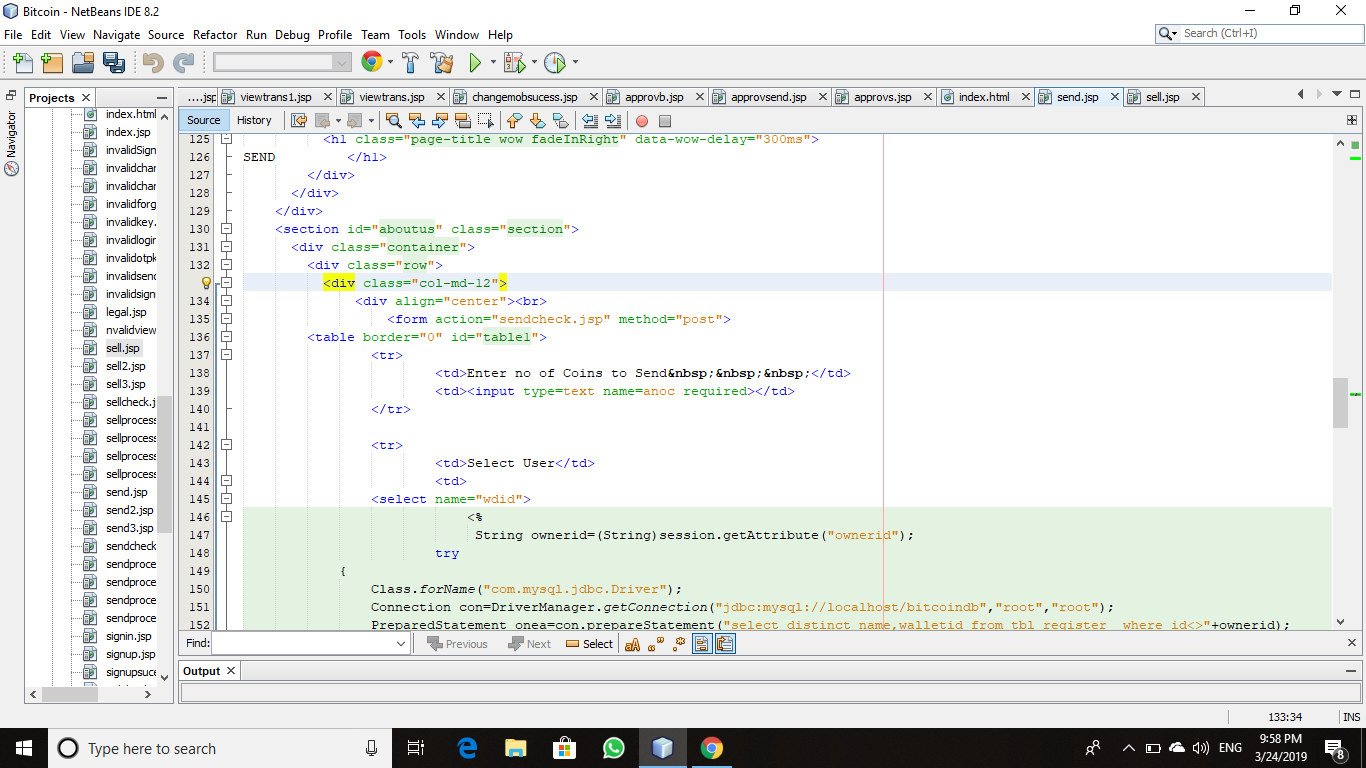 Bitcoin - NetBeans IDE 8.2
File Edit View Navigate Source Refactor Run Debug Profile Team Tools Window Help
Search (Ctrl+I)
Projects
....jsp viewtrans1.jsp viewtrans.jsp changemobsucess.jsp approvb.jsp approvsend.jsp approvs.jsp index.html send.jsp sell.jsp
Navigator
Source History
index.html
index.jsp
invalidSign
invalidchar
invalidchar
invalidforg
invalidkey.
invalidlogin
invalidotpk
invalidsend
invalidsign
legal.jsp
nvalidview
sell.jsp
sell2.jsp
sell3.jsp
sellcheck.j
sellprocess
sellprocess
sellprocess
sellprocess
send.jsp
send2.jsp
send3.jsp
sendcheck
sendproce
sendproce
sendproce
sendproce
signin.jsp
signup.jsp
signupsuce
125 <h1 class="page-title wow fadeInRight" data-wow-delay="300ms">
126 SEND </h1>
127 </div>
128 </div>
129 </div>
130 <section id="aboutus" class="section">
131 <div class="container">
132 <div class="row">
<div class="col-md-12">
134 <div align="center"><br>
135 <form action="sendcheck.jsp" method="post">
136 <table border="0" id="table1">
137 <tr>
138 <td>Enter no of Coins to Send&nbsp;&nbsp;&nbsp;</td>
139 <td><input type=text name=anoc required></td>
140 </tr>
141
142 <tr>
143 <td>Select User</td>
144 <td>
145 <select name="wdid">
146 <%
147 String ownerid=(String)session.getAttribute("ownerid");
148 try
149 {
150 Class.forName("com.mysql.jdbc.Driver");
151 Connection con=DriverManager.getConnection("jdbc:mysql://localhost/bitcoindb","root","root");
152 PreparedStatement onea=con.prepareStatement("select distinct name,walletid from tbl_register where id<>"+ownerid);
Find: Previous Next Select
Output
133:34 INS
Type here to search
ENG
9:58 PM
3/24/2019
8